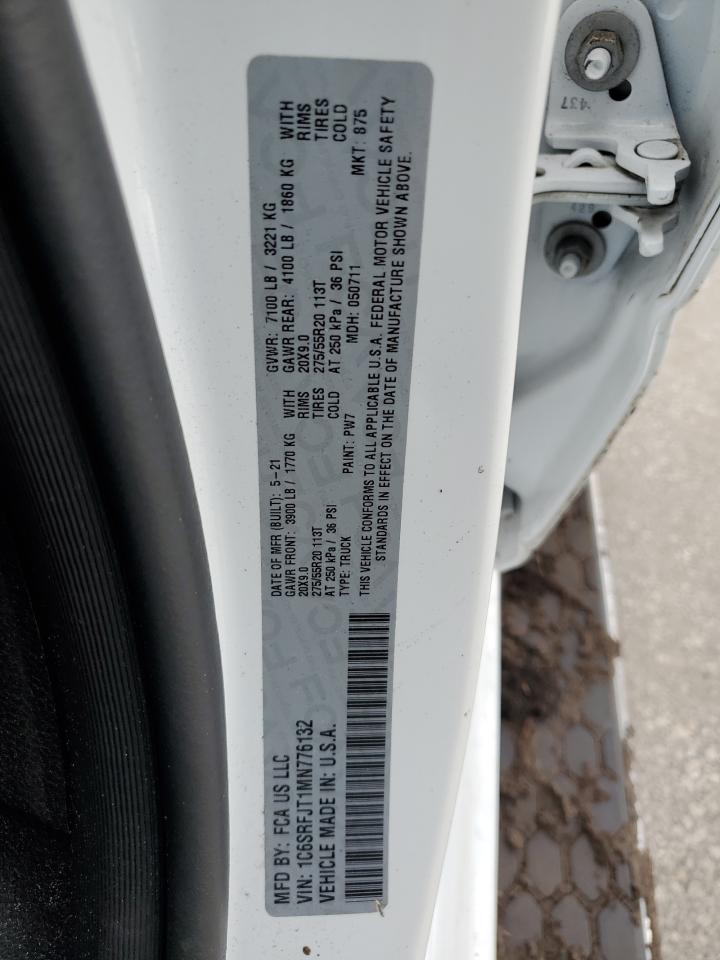 MFD BY: FCA US LLC
VIN: 1C6SRFJT1MN776132
VEHICLE MADE IN: U.S.A.
DATE OF MFR (BUILT): 5-21
GVWR: 7100 LB / 3221 KG
GAWR FRONT: 3900 LB / 1770 KG WITH
20X9.0 RIMS
275/55R20 113T TIRES
AT 250 kPa / 36 PSI COLD
GAWR REAR: 4100 LB / 1860 KG WITH
20X9.0 RIMS
275/55R20 113T TIRES
AT 250 kPa / 36 PSI COLD
TYPE: TRUCK PAINT: PW7 MDH: 050711 MKT: 875
THIS VEHICLE CONFORMS TO ALL APPLICABLE U.S.A. FEDERAL MOTOR VEHICLE SAFETY
STANDARDS IN EFFECT ON THE DATE OF MANUFACTURE SHOWN ABOVE.
437